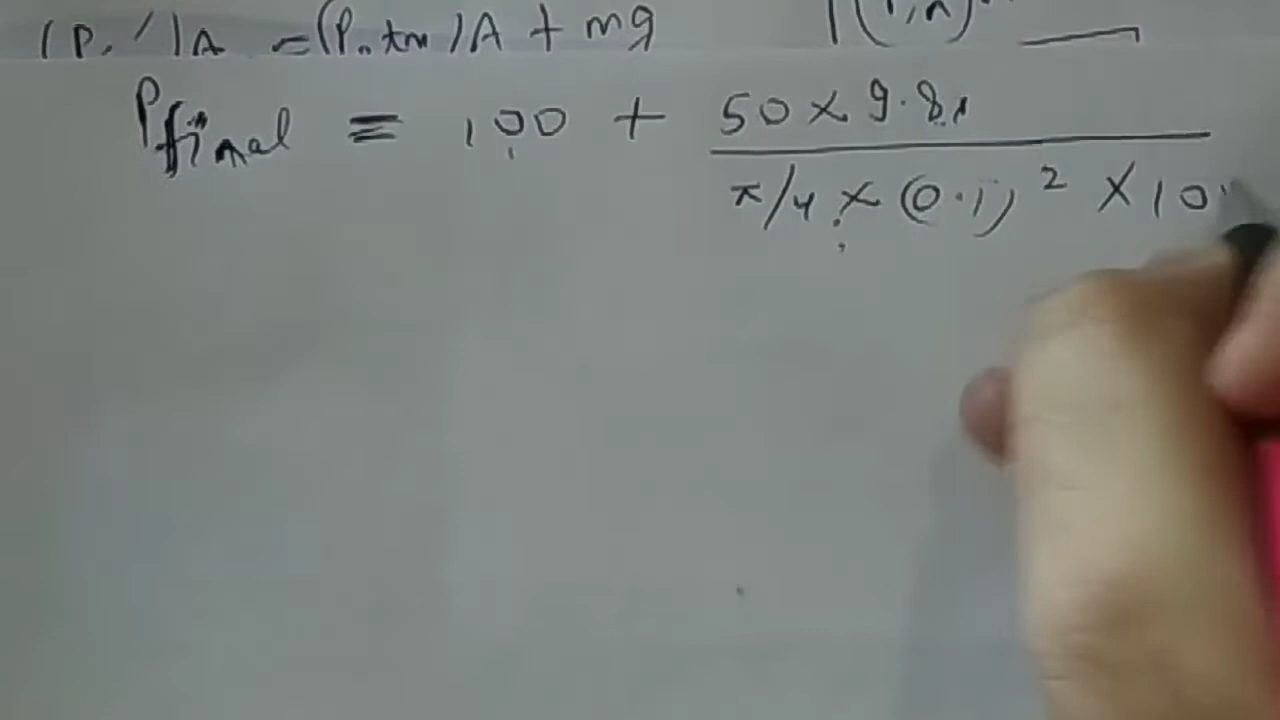 (P.')A = (Patm)A + mg
Pfinal = 100 + 50 × 9.81
π/4 × (0.1)² × 10